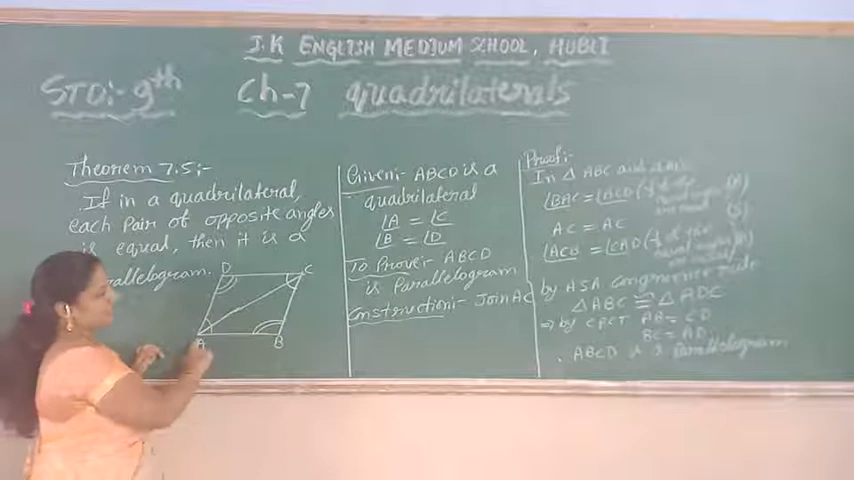 J.K ENGLISH MEDIUM SCHOOL, HUBLI
STD:- 9th Ch-7 quadrilaterals
Theorem 7.5:-
If in a quadrilateral,
each Pair of opposite angles
is equal, then it is a
parallelogram.
D C
A B
Given:- ABCD is a
quadrilateral
∠A = ∠C
∠B = ∠D
To Prove:- ABCD
is Parallelogram
Construction:- Join AC
Proof:-
In △ ABC and
∠BAC = ∠ACD
AC = AC
∠ACB = ∠CAD
by ASA congruence rule
△ABC ≅ △ADC
⇒ by CPCT AB = CD
BC = AD
ABCD is a Parallelogram